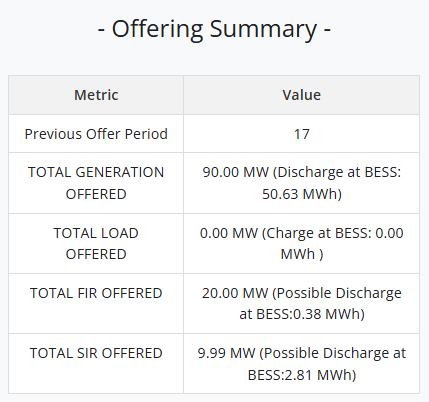 - Offering Summary -
Metric Value
Previous Offer Period 17
TOTAL GENERATION
OFFERED
90.00 MW (Discharge at BESS:
50.63 MWh)
TOTAL LOAD
OFFERED
0.00 MW (Charge at BESS: 0.00
MWh )
TOTAL FIR OFFERED
20.00 MW (Possible Discharge
at BESS:0.38 MWh)
TOTAL SIR OFFERED
9.99 MW (Possible Discharge at
BESS:2.81 MWh)